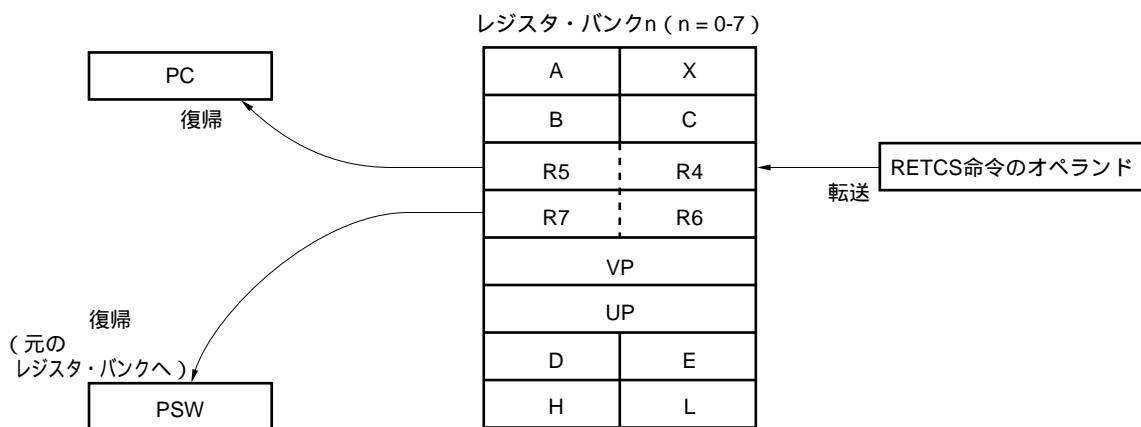 レジスタ・バンクn（n = 0-7）
PC
A X
復帰
B C
R5 R4
RETCS命令のオペランド
転送
R7 R6
VP
UP
復帰
（元の
レジスタ・バンクへ）
D E
PSW
H L